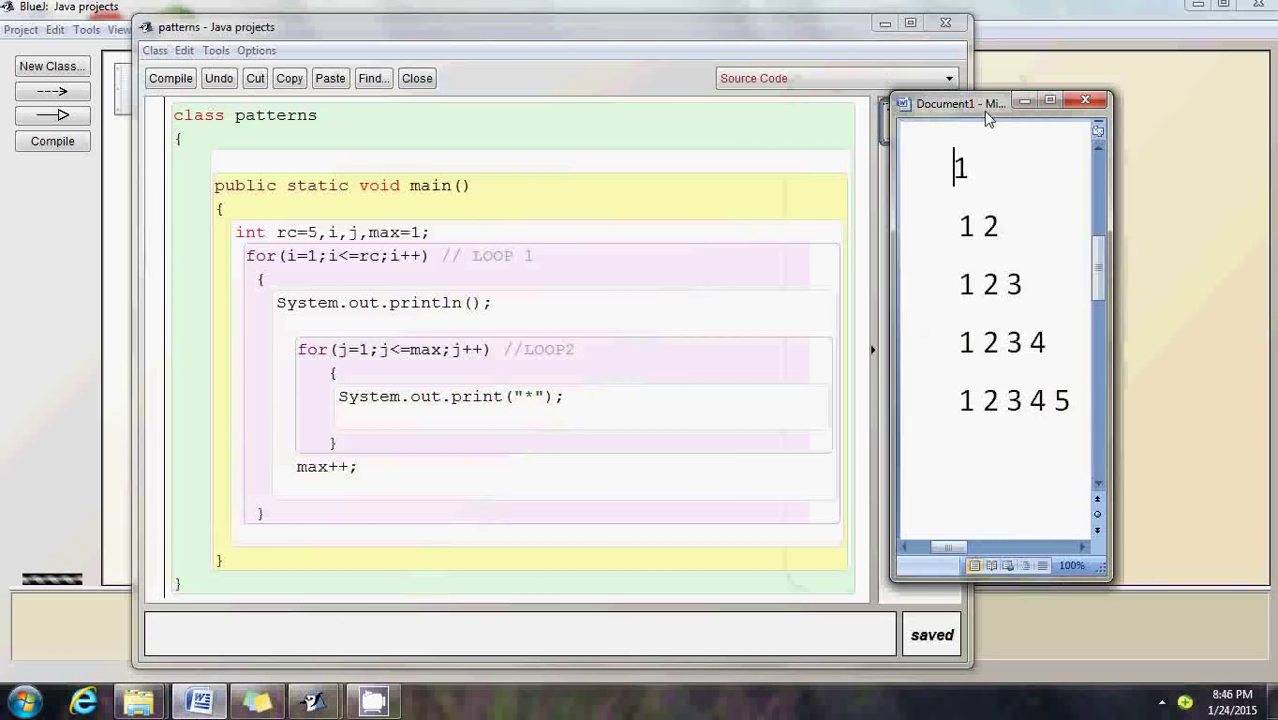 BlueJ: Java projects
Project Edit Tools View
New Class...
Compile
patterns - Java projects
Class Edit Tools Options
Compile Undo Cut Copy Paste Find... Close
Source Code
class patterns
{
public static void main()
{
int rc=5,i,j,max=1;
for(i=1;i<=rc;i++) // LOOP 1
{
System.out.println();
for(j=1;j<=max;j++) //LOOP2
{
System.out.print("*");
}
max++;
}
}
}
saved
Document1 - Mi...
1
1 2
1 2 3
1 2 3 4
1 2 3 4 5
100%
8:46 PM
1/24/2015